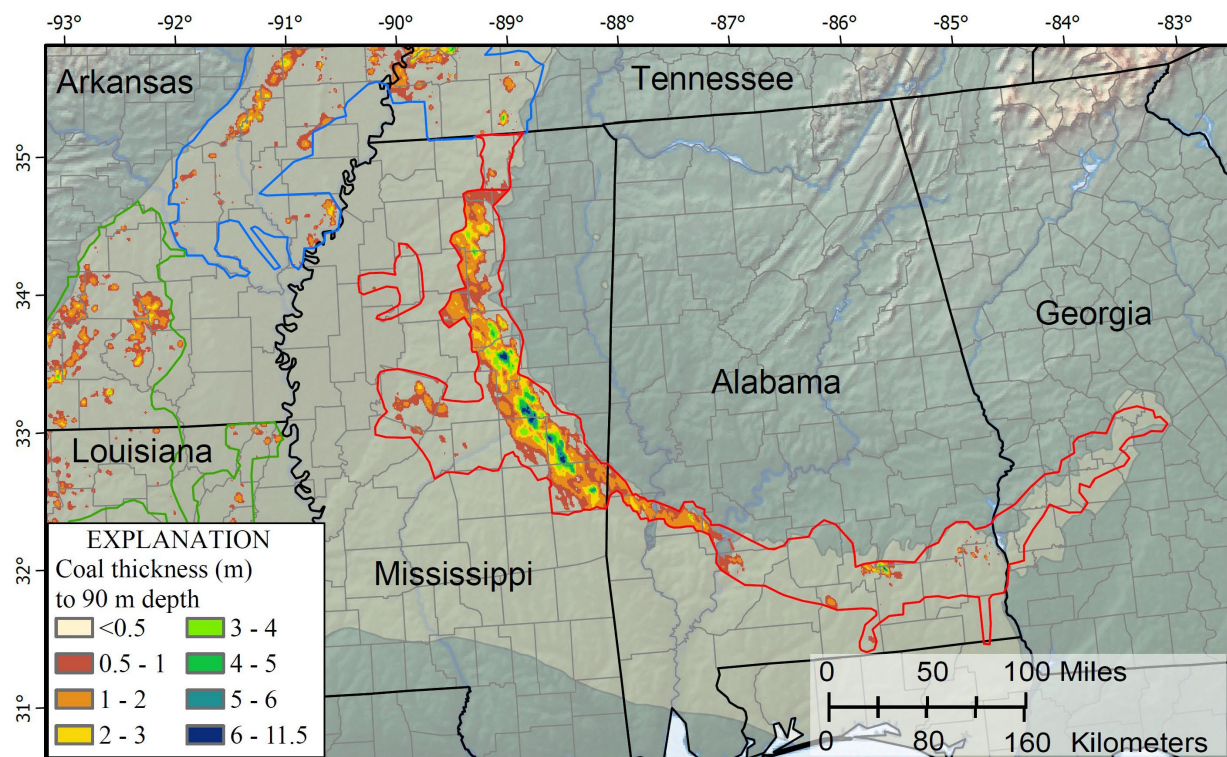 -93° -92° -91° -90° -89° -88° -87° -86° -85° -84° -83°
Arkansas
Tennessee
35°
34°
Georgia
Alabama
33°
Louisiana
EXPLANATION
Coal thickness (m)
to 90 m depth
<0.5 3 - 4
0.5 - 1 4 - 5
1 - 2 5 - 6
2 - 3 6 - 11.5
32°
Mississippi
31°
0 50 100 Miles
0 80 160 Kilometers